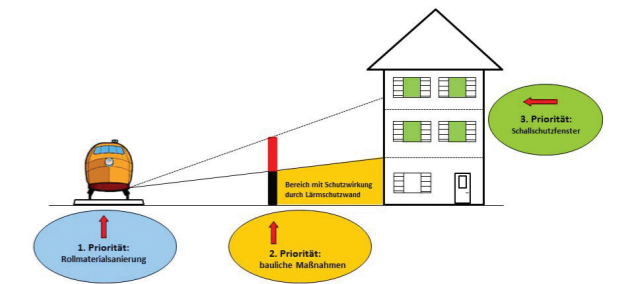 3. Priorität:
Schallschutzfenster
Bereich mit Schutzwirkung
durch Lärmschutzwand
1. Priorität:
Rollmaterialsanierung
2. Priorität:
bauliche Maßnahmen